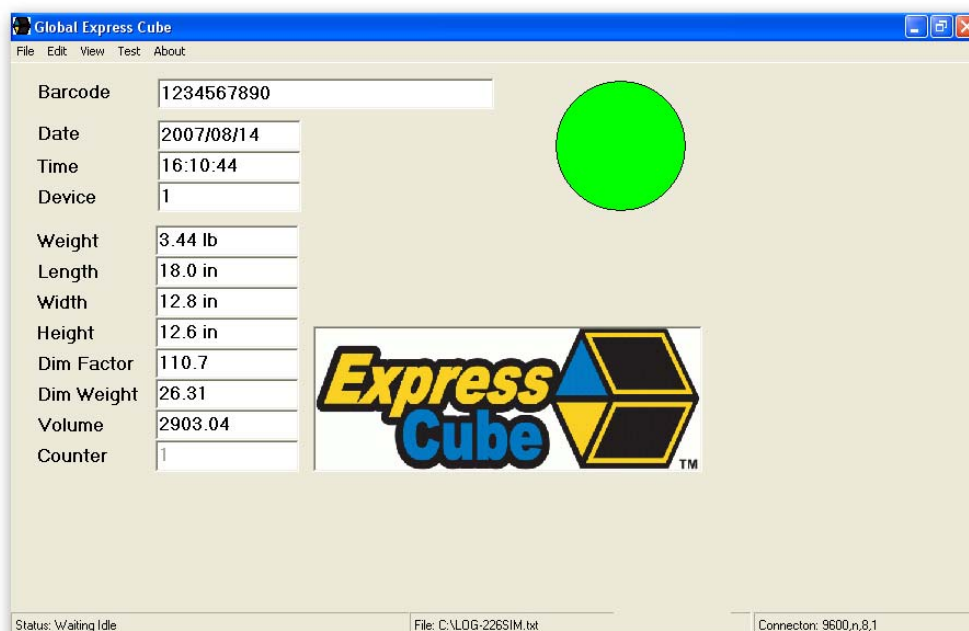 Global Express Cube
File Edit View Test About
Barcode 1234567890
Date 2007/08/14
Time 16:10:44
Device 1
Weight 3.44 lb
Length 18.0 in
Width 12.8 in
Height 12.6 in
Dim Factor 110.7
Dim Weight 26.31
Volume 2903.04
Counter 1
Express
Cube
TM
Status: Waiting Idle File: C:\LOG-226SIM.txt Connecton: 9600,n,8,1